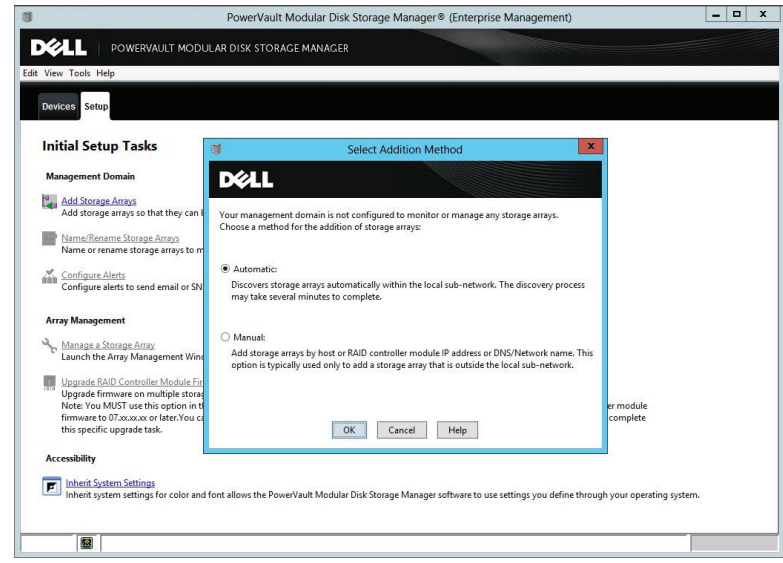 PowerVault Modular Disk Storage Manager® (Enterprise Management)
DELL POWERVAULT MODULAR DISK STORAGE MANAGER
Edit View Tools Help
Devices Setup
Initial Setup Tasks
Management Domain
Add Storage Arrays
Add storage arrays so that they can
Name/Rename Storage Arrays
Name or rename storage arrays to
Configure Alerts
Configure alerts to send email or SN
Array Management
Manage a Storage Array
Launch the Array Management
Upgrade RAID Controller Module
Upgrade firmware on multiple
Note: You MUST use this option in
er module
firmware to 07.xx.xx.xx or later.You
complete
this specific upgrade task.
Accessibility
Inherit System Settings
Inherit system settings for color and font allows the PowerVault Modular Disk Storage Manager software to use settings you define through your operating system.
Select Addition Method
DELL
Your management domain is not configured to monitor or manage any storage arrays.
Choose a method for the addition of storage arrays:
Automatic:
Discovers storage arrays automatically within the local sub-network. The discovery process
may take several minutes to complete.
Manual:
Add storage arrays by host or RAID controller module IP address or DNS/Network name. This
option is typically used only to add a storage array that is outside the local sub-network.
OK Cancel Help